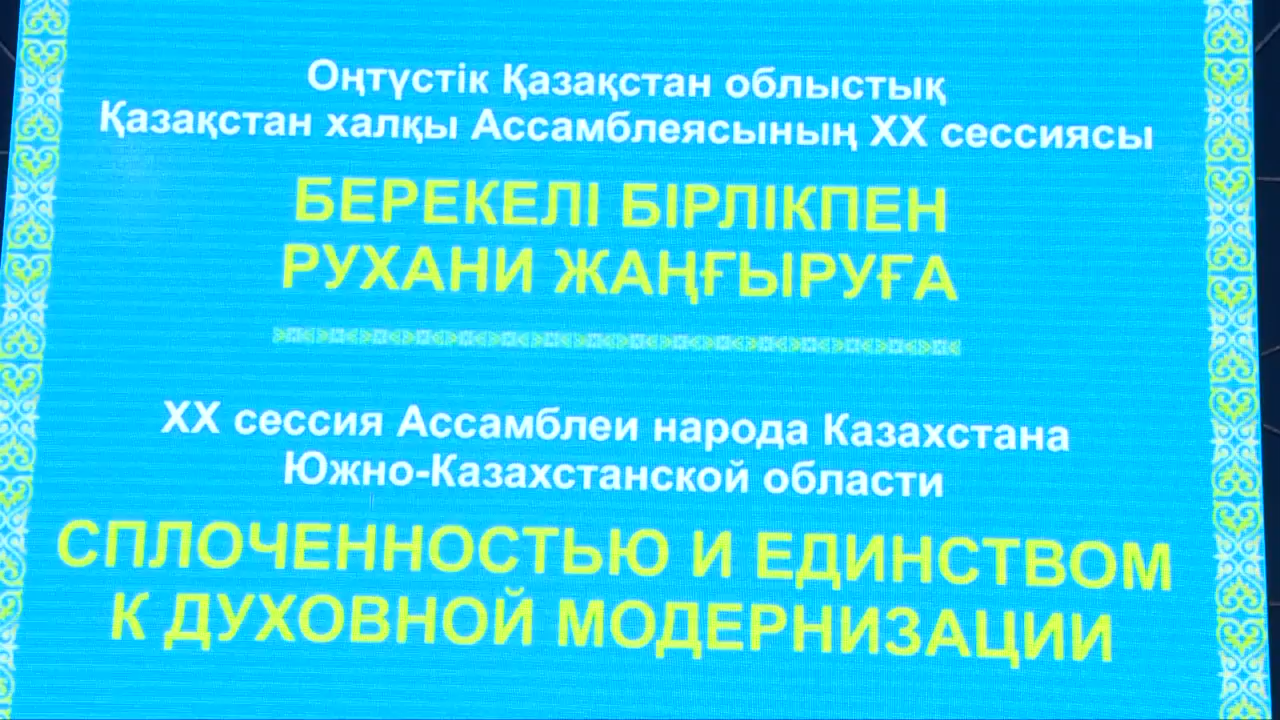 Оңтүстік Қазақстан облыстық
Қазақстан халқы Ассамблеясының XX сессиясы
БЕРЕКЕЛІ БІРЛІКПЕН
РУХАНИ ЖАҢҒЫРУҒА
XX сессия Ассамблеи народа Казахстана
Южно-Казахстанской области
СПЛОЧЕННОСТЬЮ И ЕДИНСТВОМ
К ДУХОВНОЙ МОДЕРНИЗАЦИИ